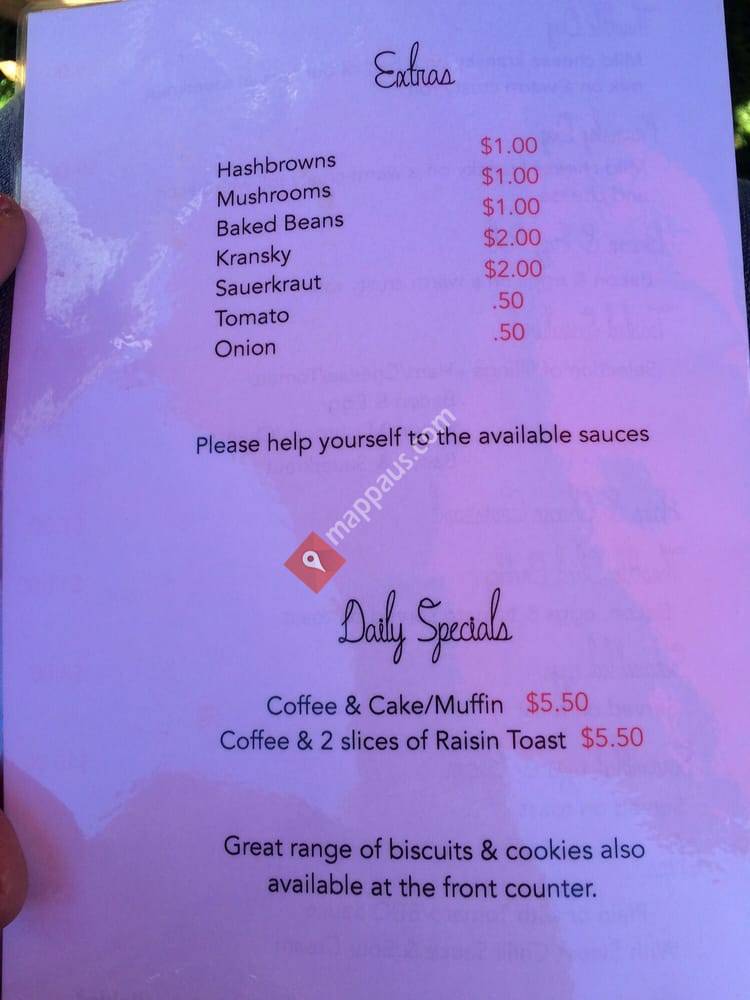 Extras
Hashbrowns $1.00
Mushrooms $1.00
Baked Beans $1.00
Kransky $2.00
Sauerkraut $2.00
Tomato .50
Onion .50
Please help yourself to the available sauces
mappaus.com
Daily Specials
Coffee & Cake/Muffin $5.50
Coffee & 2 slices of Raisin Toast $5.50
Great range of biscuits & cookies also
available at the front counter.